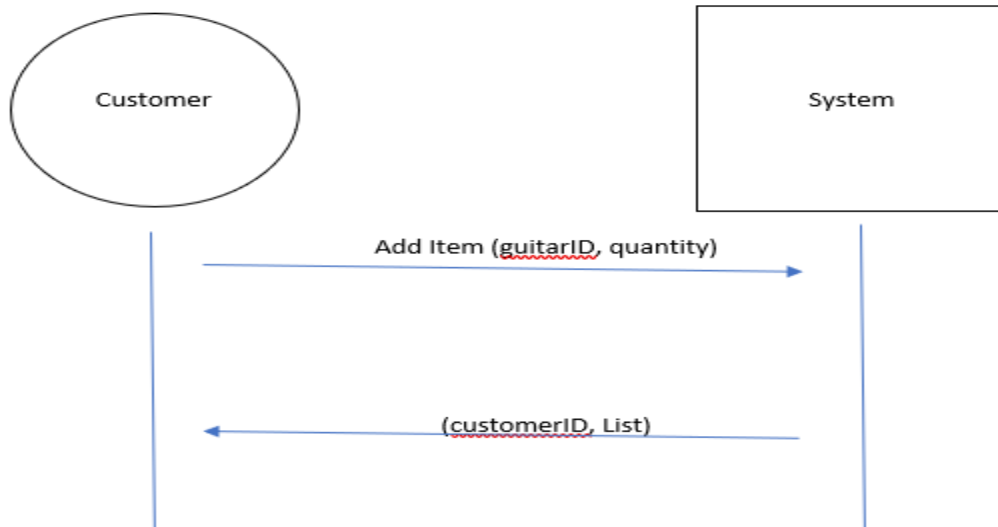 Customer
System
Add Item (guitarID, quantity)
(customerID, List)